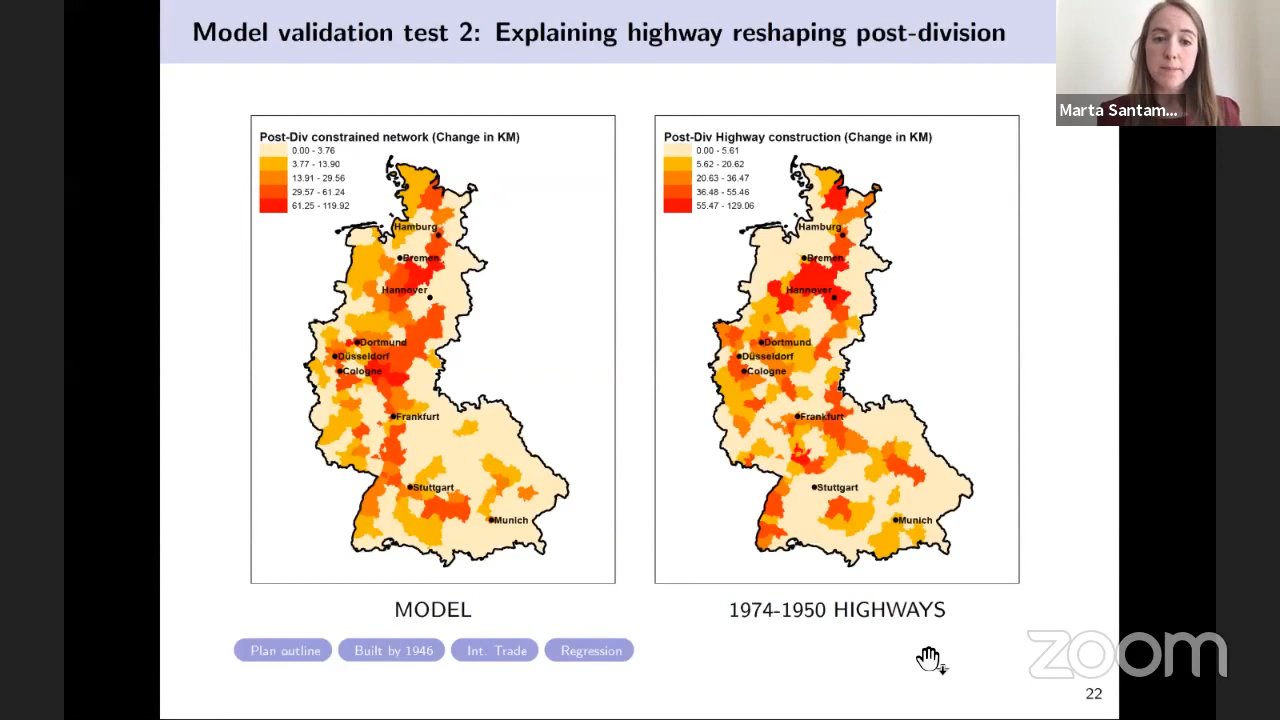 Model validation test 2: Explaining highway reshaping post-division
Marta Santam...
Post-Div constrained network (Change in KM)
0.00 - 3.76
3.77 - 13.90
13.91 - 29.56
29.57 - 61.24
61.25 - 119.92
Hamburg
Bremen
Hannover
Dortmund
Düsseldorf
Cologne
Frankfurt
Stuttgart
Munich
MODEL
Post-Div Highway construction (Change in KM)
0.00 - 5.61
5.62 - 20.62
20.63 - 36.47
36.48 - 55.46
55.47 - 129.06
Hamburg
Bremen
Hannover
Dortmund
Düsseldorf
Cologne
Frankfurt
Stuttgart
Munich
1974-1950 HIGHWAYS
Plan outline
Built by 1946
Int. Trade
Regression
zoom
22